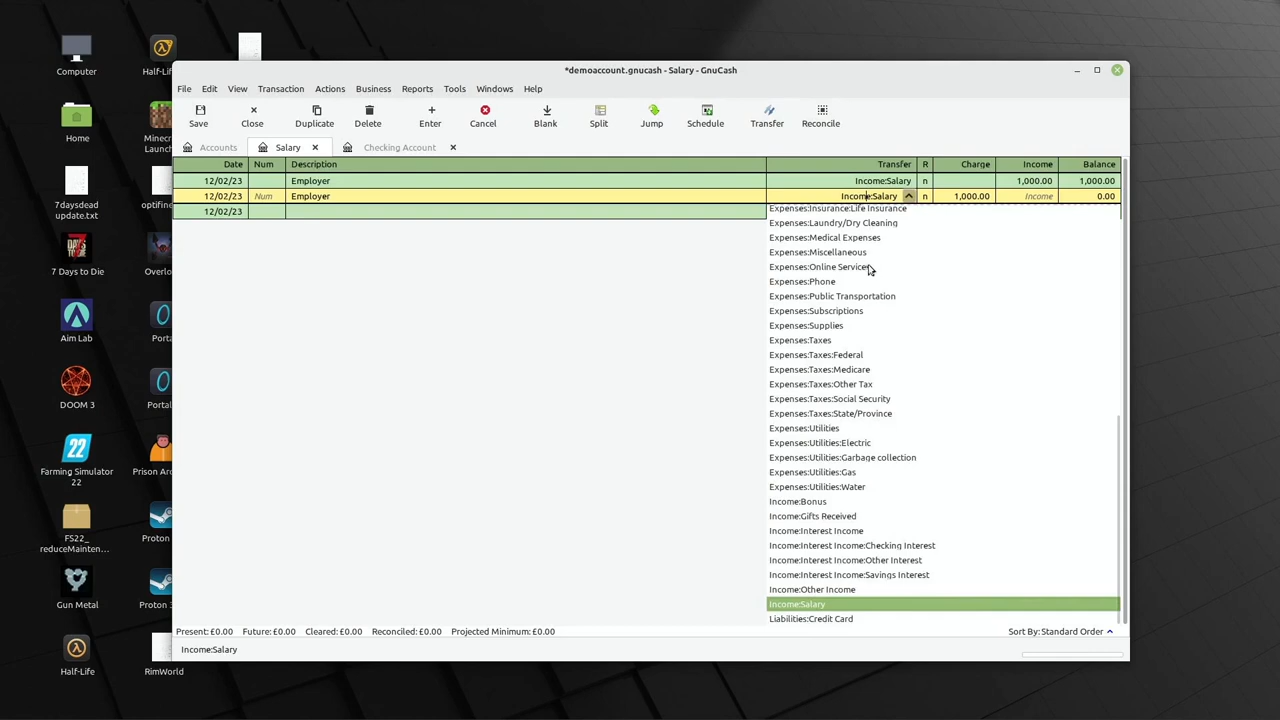 *demoaccount.gnucash - Salary - GnuCash
File Edit View Transaction Actions Business Reports Tools Windows Help
Save Close Duplicate Delete Enter Cancel Blank Split Jump Schedule Transfer Reconcile
Accounts Salary Checking Account
Date Num Description Transfer R Charge Income Balance
12/02/23 Employer Income:Salary n 1,000.00 1,000.00
12/02/23 Num Employer Income:Salary n 1,000.00 Income 0.00
12/02/23
Expenses:Insurance:Life Insurance
Expenses:Laundry/Dry Cleaning
Expenses:Medical Expenses
Expenses:Miscellaneous
Expenses:Online Services
Expenses:Phone
Expenses:Public Transportation
Expenses:Subscriptions
Expenses:Supplies
Expenses:Taxes
Expenses:Taxes:Federal
Expenses:Taxes:Medicare
Expenses:Taxes:Other Tax
Expenses:Taxes:Social Security
Expenses:Taxes:State/Province
Expenses:Utilities
Expenses:Utilities:Electric
Expenses:Utilities:Garbage collection
Expenses:Utilities:Gas
Expenses:Utilities:Water
Income:Bonus
Income:Gifts Received
Income:Interest Income
Income:Interest Income:Checking Interest
Income:Interest Income:Other Interest
Income:Interest Income:Savings Interest
Income:Other Income
Income:Salary
Liabilities:Credit Card
Present: £0.00 Future: £0.00 Cleared: £0.00 Reconciled: £0.00 Projected Minimum: £0.00 Sort By: Standard Order
Income:Salary
Computer
Half-Life
Home
Minecr
Launch
7daysdead
update.txt
optifine
7 Days to Die
Overlo
Aim Lab
Porta
DOOM 3
Portal
22
Farming Simulator
22
Prison Arc
FS22_
reduceMainten...
Proton
Gun Metal
Proton 3
Half-Life
RimWorld